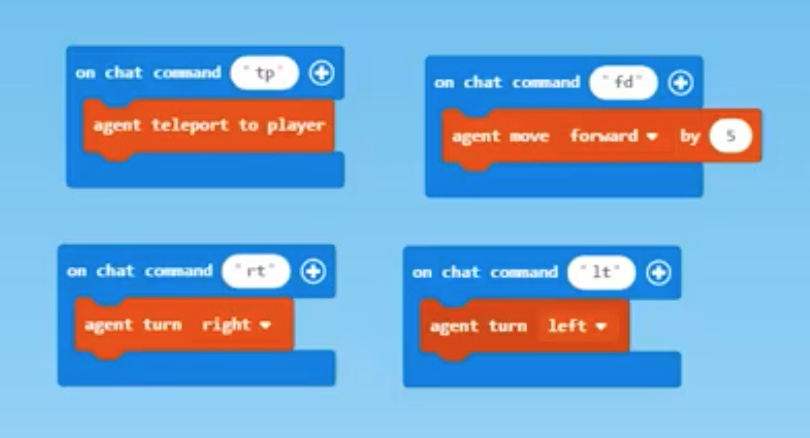 on chat command "tp"
agent teleport to player
on chat command "fd"
agent move forward by 5
on chat command "rt"
agent turn right
on chat command "lt"
agent turn left